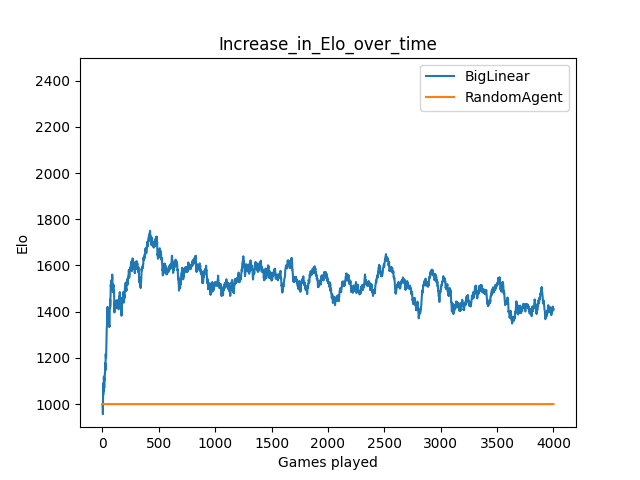 Increase_in_Elo_over_time
BigLinear
RandomAgent
Elo
2400
2200
2000
1800
1600
1400
1200
1000
0 500 1000 1500 2000 2500 3000 3500 4000
Games played